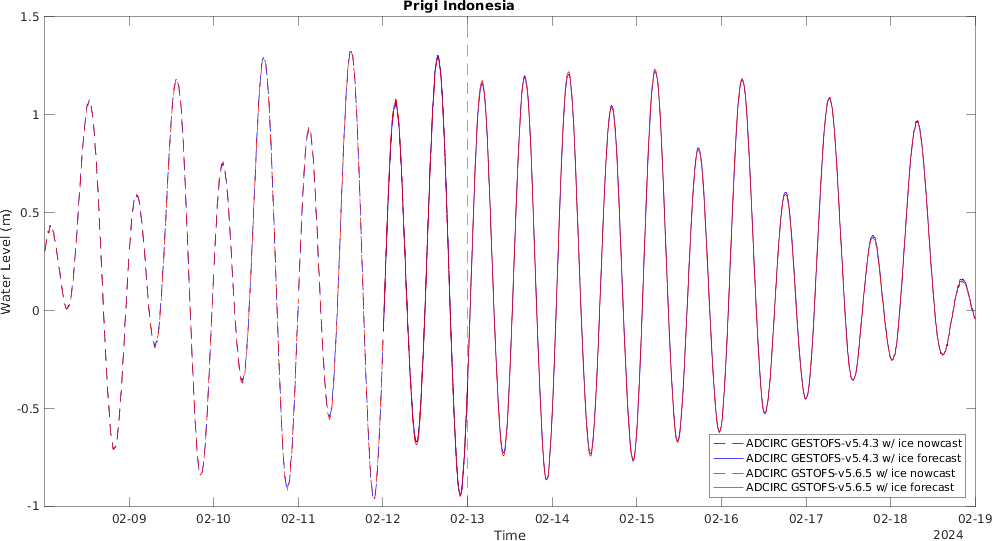 Prigi Indonesia
Water Level (m)
1.5
1
0.5
0
-0.5
-1
ADCIRC GESTOFS-v5.4.3 w/ ice nowcast
ADCIRC GESTOFS-v5.4.3 w/ ice forecast
ADCIRC GSTOFS-v5.6.5 w/ ice nowcast
ADCIRC GSTOFS-v5.6.5 w/ ice forecast
02-09 02-10 02-11 02-12 02-13 02-14 02-15 02-16 02-17 02-18 02-19
Time
2024